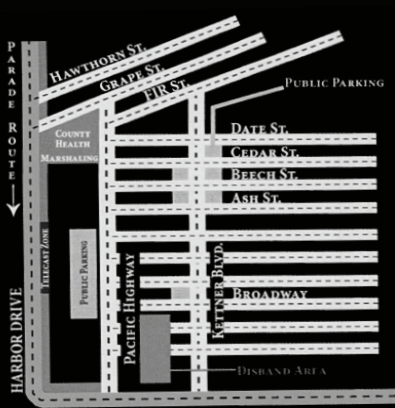 HAWTHORN ST.
GRAPE ST.
FIR ST.
PUBLIC PARKING
PARADE ROUTE
COUNTY
HEALTH
MARSHALING
DATE ST.
CEDAR ST.
BEECH ST.
ASH ST.
TELECAST ZONE
PUBLIC PARKING
PACIFIC HIGHWAY
KETTNER BLVD.
BROADWAY
HARBOR DRIVE
DISBAND AREA